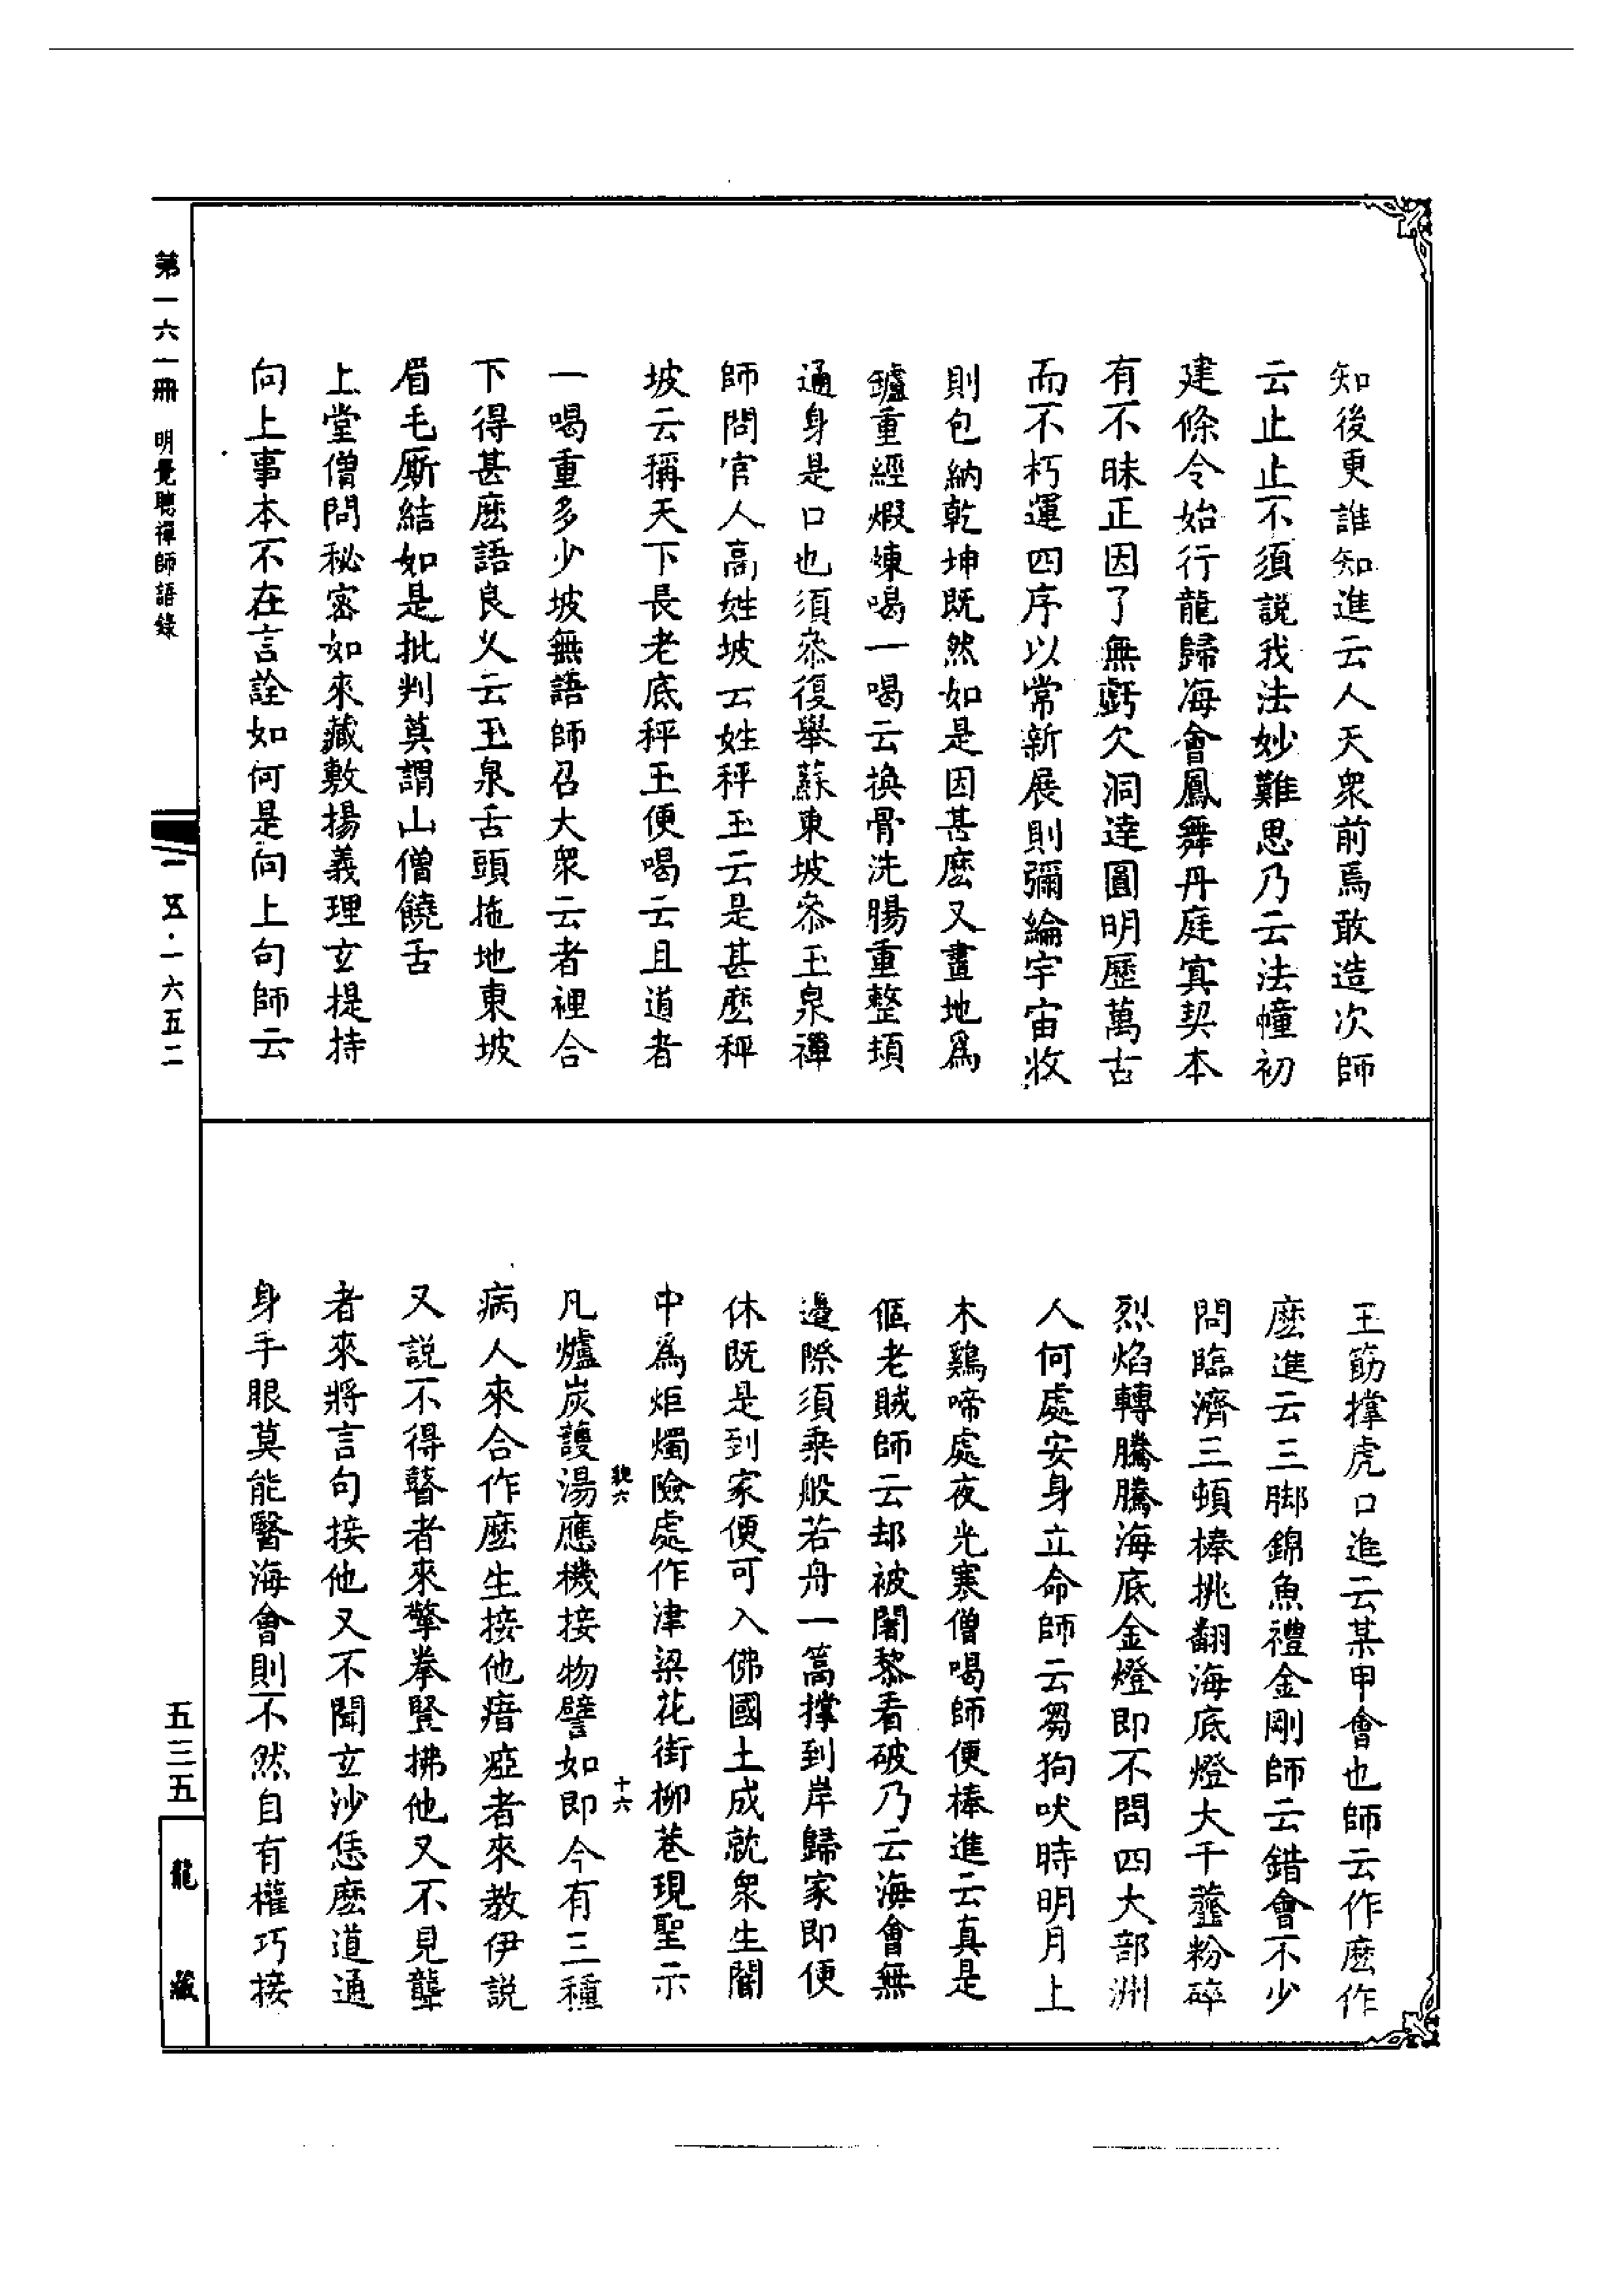 知後更誰知進云人天衆前焉敢造次師
云止止不須說我法妙難思乃云法幢初
建條令始行龍歸海會鳳舞丹庭寘契本
有不昧正因了無虧欠洞達圓明歷萬古
而不朽運四序以常新展則彌綸宇宙收
則包納乾坤既然如是因甚麽又畫地爲
鑪重經煆煉喝一喝云換骨洗腸重整頓
通身是口也須叅復舉蘇東坡叅玉泉禪
師問官人高姓坡云姓秤玉云是甚麽秤
坡云稱天下長老底秤玉便喝云且道者
一喝重多少坡無語師召大衆云者裡合
下得甚麽語良乆云玉泉舌頭拖地東坡
眉毛厮結如是批判莫謂山僧饒舌
上堂僧問秘密如來藏敷揚義理玄提持
向上事本不在言詮如何是向上句師云
王筯撑虎口進云某甲會也師云作麽作
麽進云三脚錦魚禮金剛師云錯會不少
問臨濟三頓棒挑翻海底燈大千虀粉碎
烈焰轉騰騰海底金燈即不問四大部洲
人何處安身立命師云芻狗吠時明月上
木鷄啼處夜光寒僧喝師便棒進云真是
傴老賊師云却被闍黎看破乃云海會無
邊際須乘般若舟一篙撑到岸歸家即便
休既是到家便可入佛國土成就衆生闇
中爲炬燭險處作津梁花街柳巷現聖示
凡爐炭鑊湯應機接物譬如即今有三種
病人來合作麽生接他瘖瘂者來教伊説
又説不得瞽者來擎拳竪拂他又不見聾
者來將言句接他又不聞玄沙恁麽道通
身手眼莫能醫海會則不然自有權巧接
六
十六
第一六一冊 明覺聰禪師語錄
一五·一六五二
五三五
龍藏